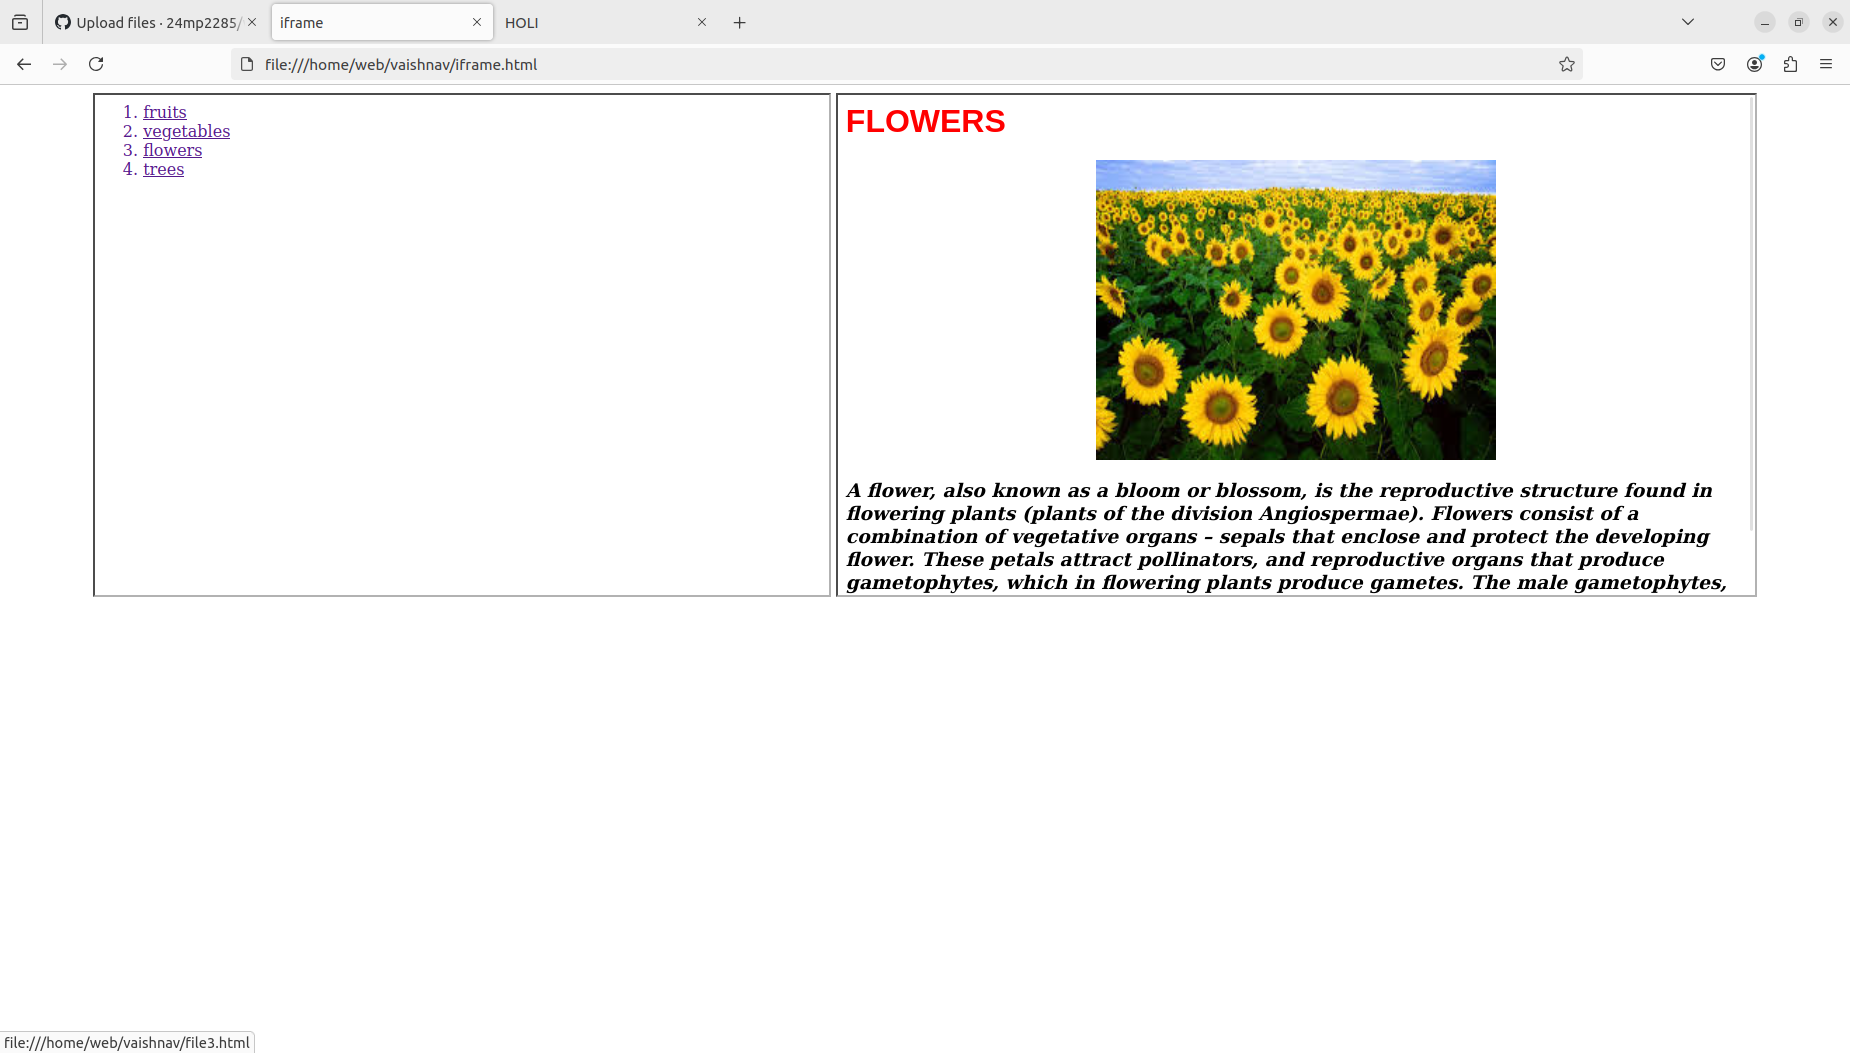 Upload files · 24mp2285/
iframe
HOLI
file:///home/web/vaishnav/iframe.html
1. fruits
2. vegetables
3. flowers
4. trees
FLOWERS
A flower, also known as a bloom or blossom, is the reproductive structure found in
flowering plants (plants of the division Angiospermae). Flowers consist of a
combination of vegetative organs – sepals that enclose and protect the developing
flower. These petals attract pollinators, and reproductive organs that produce
gametophytes, which in flowering plants produce gametes. The male gametophytes,
file:///home/web/vaishnav/file3.html